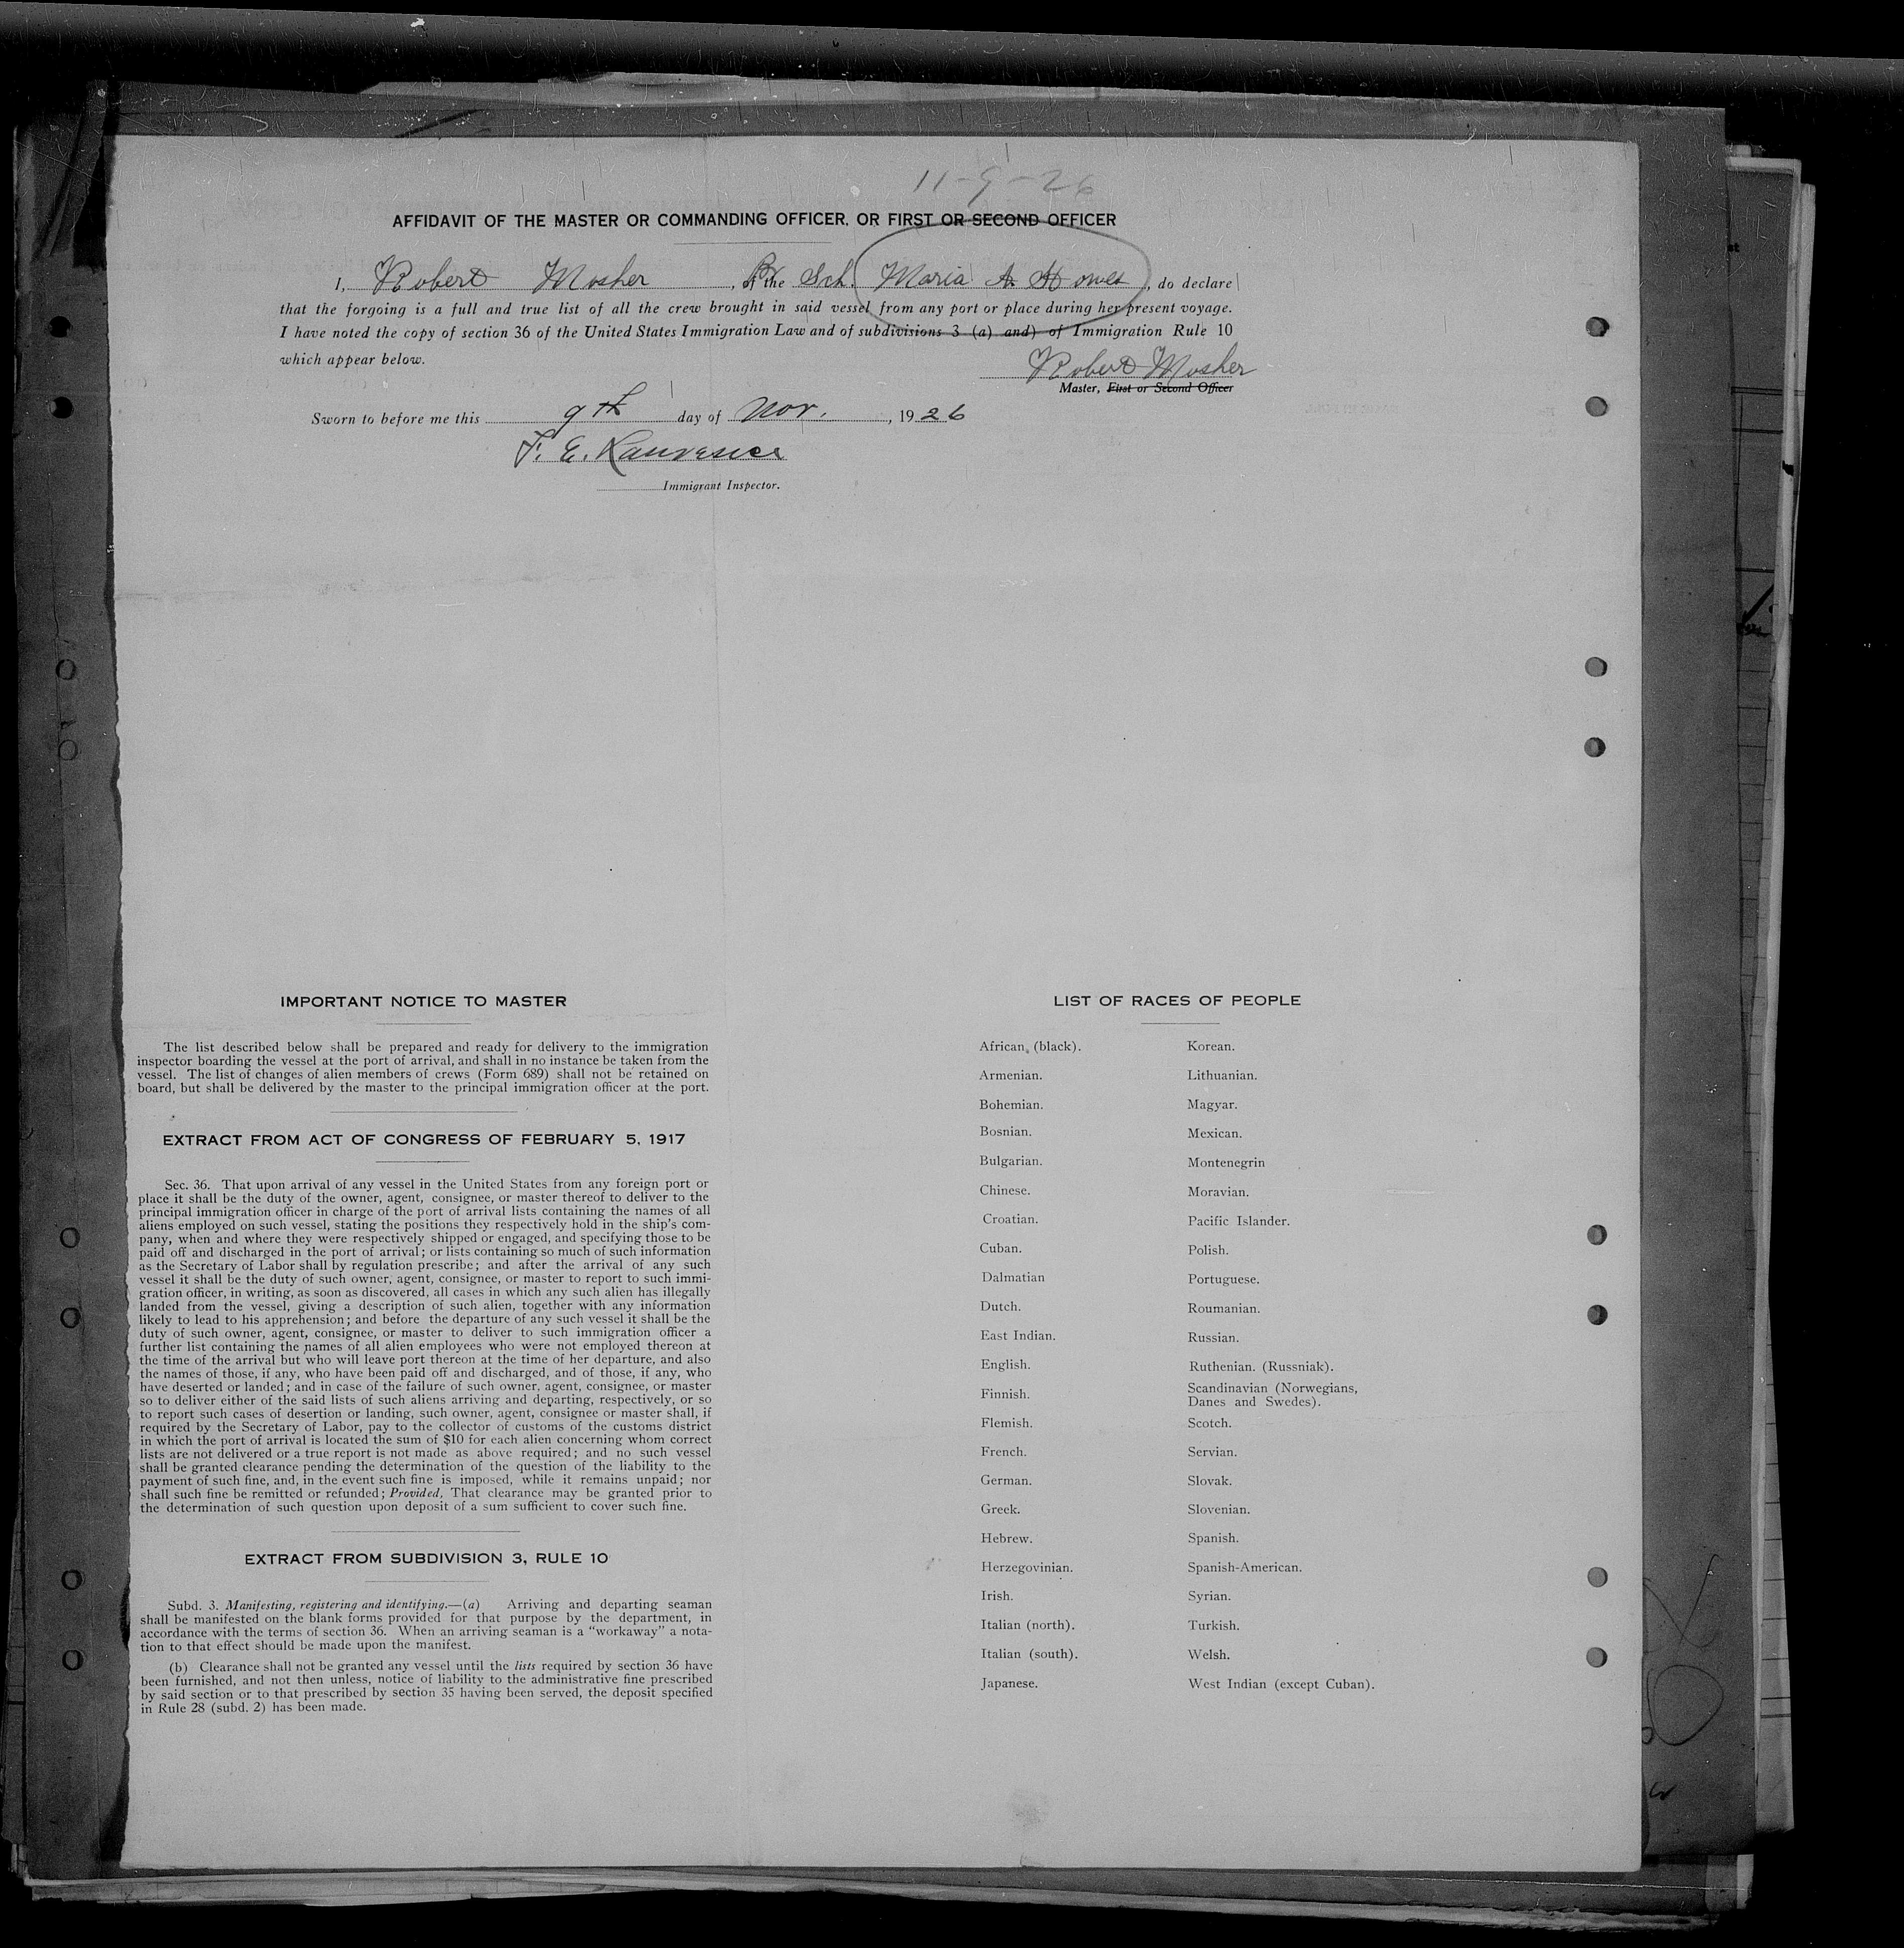 11-9-26
AFFIDAVIT OF THE MASTER OR COMMANDING OFFICER, OR FIRST OR SECOND OFFICER
I, Robert Mosher, of the Br. Sch. Maria A. Howes, do declare
that the forgoing is a full and true list of all the crew brought in said vessel from any port or place during her present voyage.
I have noted the copy of section 36 of the United States Immigration Law and of subdivisions 3 (a) and) of Immigration Rule 10
which appear below.
Robert Mosher
Master, First or Second Officer
Sworn to before me this 9th day of Nov., 1926
F. E. Lawrence
Immigrant Inspector.
IMPORTANT NOTICE TO MASTER
The list described below shall be prepared and ready for delivery to the immigration
inspector boarding the vessel at the port of arrival, and shall in no instance be taken from the
vessel. The list of changes of alien members of crews (Form 689) shall not be retained on
board, but shall be delivered by the master to the principal immigration officer at the port.
EXTRACT FROM ACT OF CONGRESS OF FEBRUARY 5, 1917
Sec. 36. That upon arrival of any vessel in the United States from any foreign port or
place it shall be the duty of the owner, agent, consignee, or master thereof to deliver to the
principal immigration officer in charge of the port of arrival lists containing the names of all
aliens employed on such vessel, stating the positions they respectively hold in the ship's com-
pany, when and where they were respectively shipped or engaged, and specifying those to be
paid off and discharged in the port of arrival; or lists containing so much of such information
as the Secretary of Labor shall by regulation prescribe; and after the arrival of any such
vessel it shall be the duty of such owner, agent, consignee, or master to report to such immi-
gration officer, in writing, as soon as discovered, all cases in which any such alien has illegally
landed from the vessel, giving a description of such alien, together with any information
likely to lead to his apprehension; and before the departure of any such vessel it shall be the
duty of such owner, agent, consignee, or master to deliver to such immigration officer a
further list containing the names of all alien employees who were not employed thereon at
the time of the arrival but who will leave port thereon at the time of her departure, and also
the names of those, if any, who have been paid off and discharged, and of those, if any, who
have deserted or landed; and in case of the failure of such owner, agent, consignee, or master
so to deliver either of the said lists of such aliens arriving and departing, respectively, or so
to report such cases of desertion or landing, such owner, agent, consignee or master shall, if
required by the Secretary of Labor, pay to the collector of customs of the customs district
in which the port of arrival is located the sum of $10 for each alien concerning whom correct
lists are not delivered or a true report is not made as above required; and no such vessel
shall be granted clearance pending the determination of the question of the liability to the
payment of such fine, and, in the event such fine is imposed, while it remains unpaid; nor
shall such fine be remitted or refunded; Provided, That clearance may be granted prior to
the determination of such question upon deposit of a sum sufficient to cover such fine.
EXTRACT FROM SUBDIVISION 3, RULE 10
Subd. 3. Manifesting, registering and identifying.—(a) Arriving and departing seaman
shall be manifested on the blank forms provided for that purpose by the department, in
accordance with the terms of section 36. When an arriving seaman is a "workaway" a nota-
tion to that effect should be made upon the manifest.
(b) Clearance shall not be granted any vessel until the lists required by section 36 have
been furnished, and not then unless, notice of liability to the administrative fine prescribed
by said section or to that prescribed by section 35 having been served, the deposit specified
in Rule 28 (subd. 2) has been made.
LIST OF RACES OF PEOPLE
African, (black).
Armenian.
Bohemian.
Bosnian.
Bulgarian.
Chinese.
Croatian.
Cuban.
Dalmatian
Dutch.
East Indian.
English.
Finnish.
Flemish.
French.
German.
Greek.
Hebrew.
Herzegovinian.
Irish.
Italian (north).
Italian (south).
Japanese.
Korean.
Lithuanian.
Magyar.
Mexican.
Montenegrin
Moravian.
Pacific Islander.
Polish.
Portuguese.
Roumanian.
Russian.
Ruthenian. (Russniak).
Scandinavian (Norwegians,
Danes and Swedes).
Scotch.
Servian.
Slovak.
Slovenian.
Spanish.
Spanish-American.
Syrian.
Turkish.
Welsh.
West Indian (except Cuban).